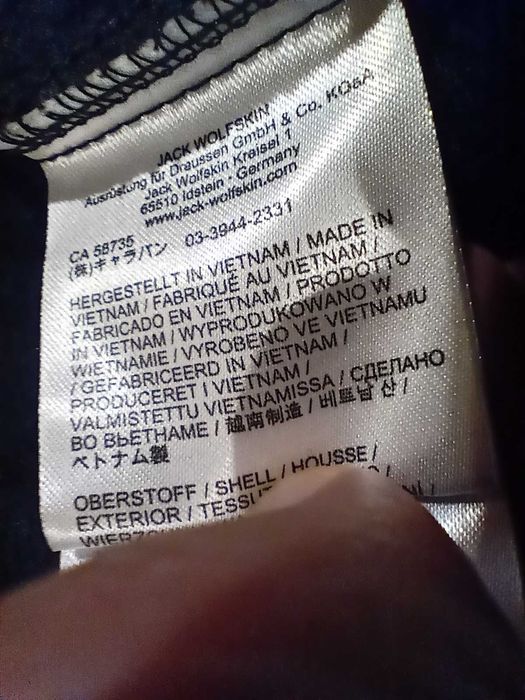 JACK WOLFSKIN
Ausrüstung für Draussen GmbH & Co. KG&A
Jack Wolfskin Kreisel 1
65510 Idstein, Germany
www.jack-wolfskin.com
CA 58735
(株)キャラバン 03-3944-2331
HERGESTELLT IN VIETNAM / MADE IN
VIETNAM / FABRIQUÉ AU VIETNAM /
FABRICADO EN VIETNAM / PRODOTTO
IN VIETNAM / WYPRODUKOWANO W
WIETNAMIE / VYROBENO VE VIETNAMU
/ GEFABRICEERD IN VIETNAM /
PRODUCERET I VIETNAM /
VALMISTETTU VIETNAMISSA / СДЕЛАНО
ВО ВЬЕТНАМЕ / 越南制造 / 베트남 산 /
ベトナム製
OBERSTOFF / SHELL / HOUSSE /
EXTERIOR /